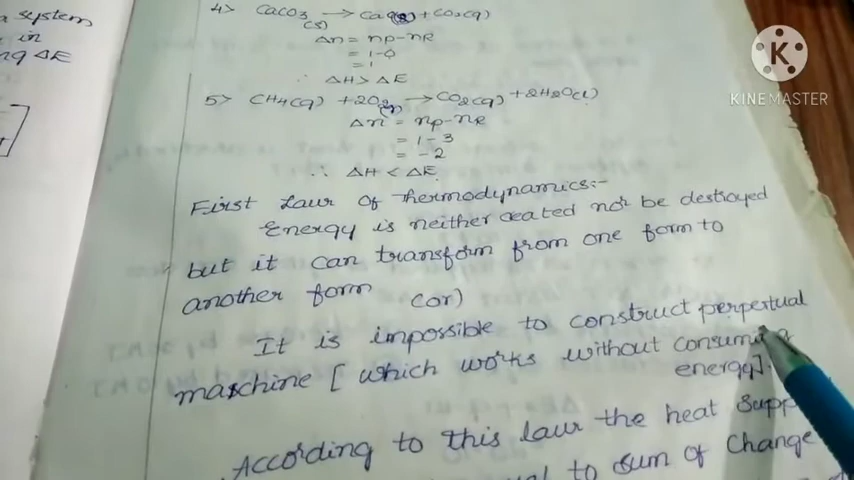 a system
in
ng ΔE
4> CaCO3(s) → CaO(s) + CO2(g)
Δn = nP - nR
= 1-0
= 1
∴ ΔH > ΔE
5> CH4(g) + 2O2(g) → CO2(g) + 2H2O(l)
Δn = nP - nR
= 1 - 3
= -2
∴ ΔH < ΔE
First Law Of Thermodynamics:-
Energy is neither ceated nor be destroyed
but it can transform from one form to
another form (or)
It is impossible to construct perpertual
maschine [which works without consuming
energy].
According to this law the heat supp
to sum of change
KINEMASTER